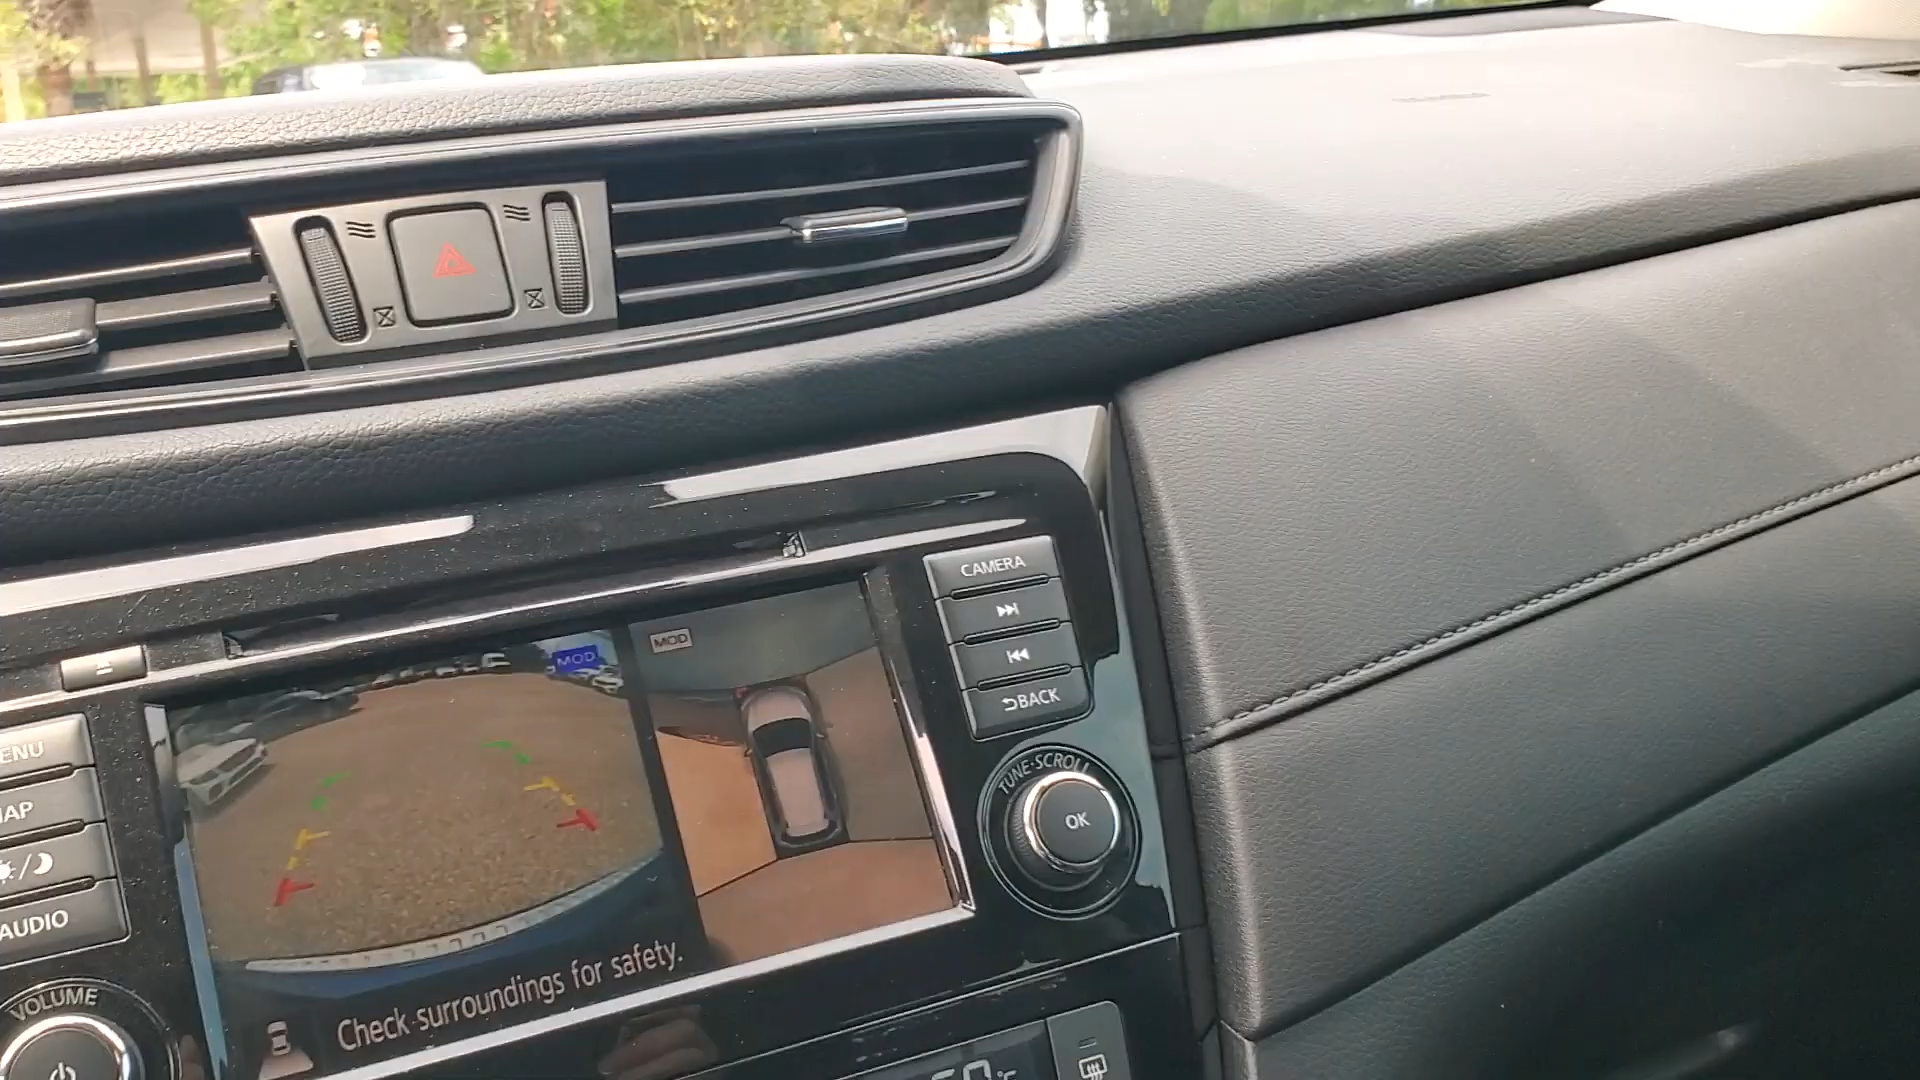 CAMERA
BACK
TUNE·SCROLL
OK
MOD
MOD
ENU
AP
AUDIO
VOLUME
Check surroundings for safety.
°C